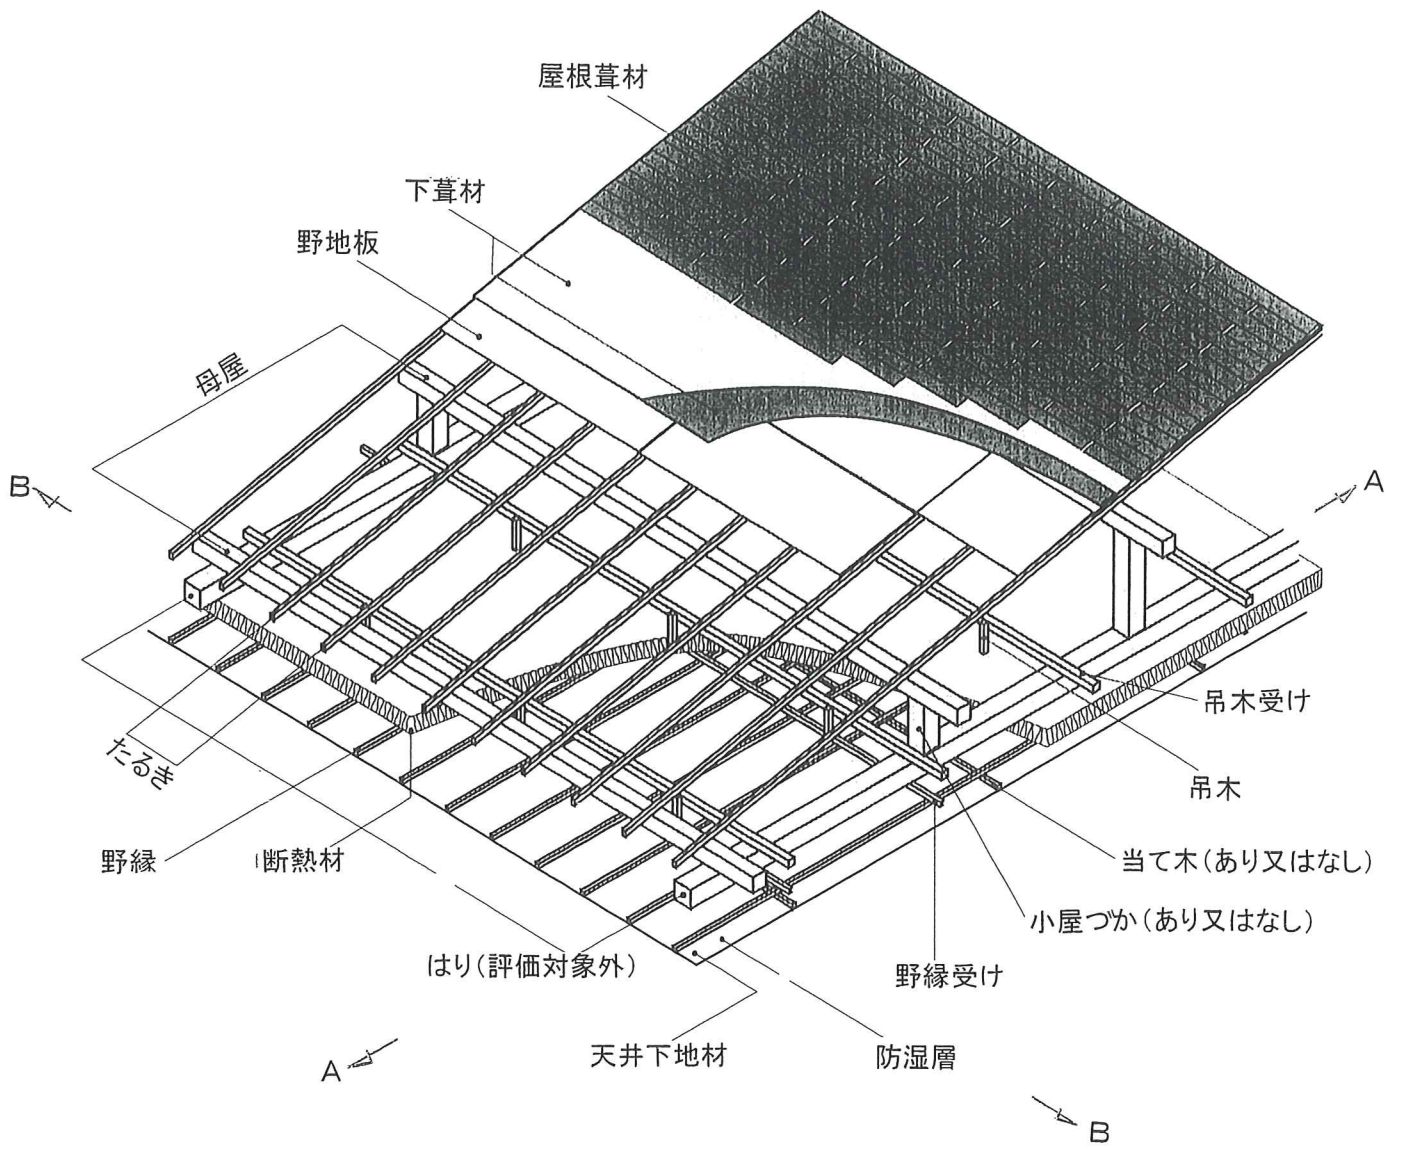 屋根葺材
下葺材
野地板
母屋
B
A
たるき
吊木受け
吊木
野縁
断熱材
当て木(あり又はなし)
小屋づか(あり又はなし)
はり(評価対象外)
野縁受け
天井下地材
防湿層
A
B